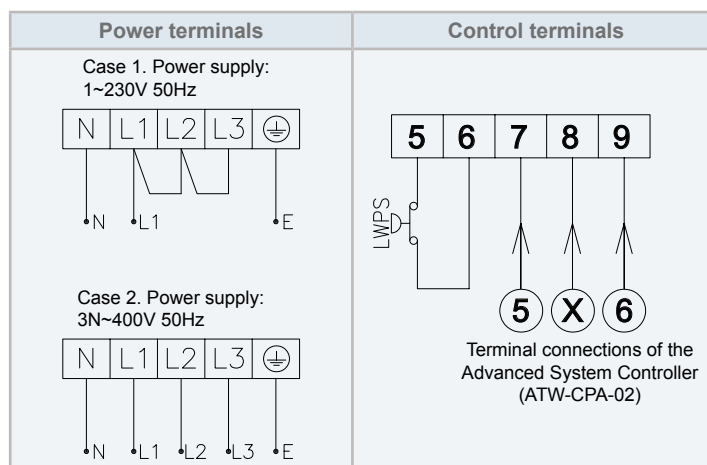 Power terminals
Control terminals
Case 1. Power supply:
1~230V 50Hz
N L1 L2 L3
N L1 E
Case 2. Power supply:
3N~400V 50Hz
N L1 L2 L3
N L1 L2 L3 E
5 6 7 8 9
LWPS
5 X 6
Terminal connections of the
Advanced System Controller
(ATW-CPA-02)